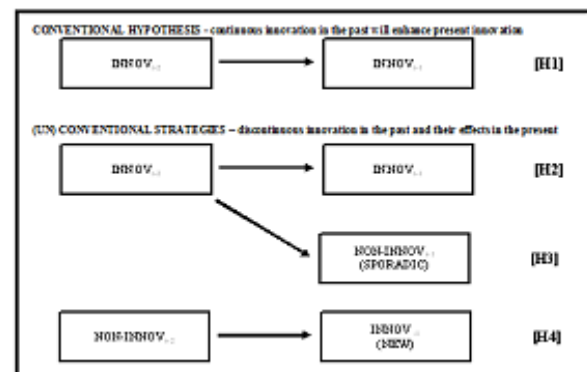 CONVENTIONAL HYPOTHESIS - continuous innovation in the past will enhance present innovation
INNOV INNOV [H1]
(UN) CONVENTIONAL STRATEGIES – discontinuous innovation in the past and their effects in the present
INNOV INNOV [H2]
NON-INNOV
(SPORADIC) [H3]
NON-INNOV INNOV [H4]
(NEW)